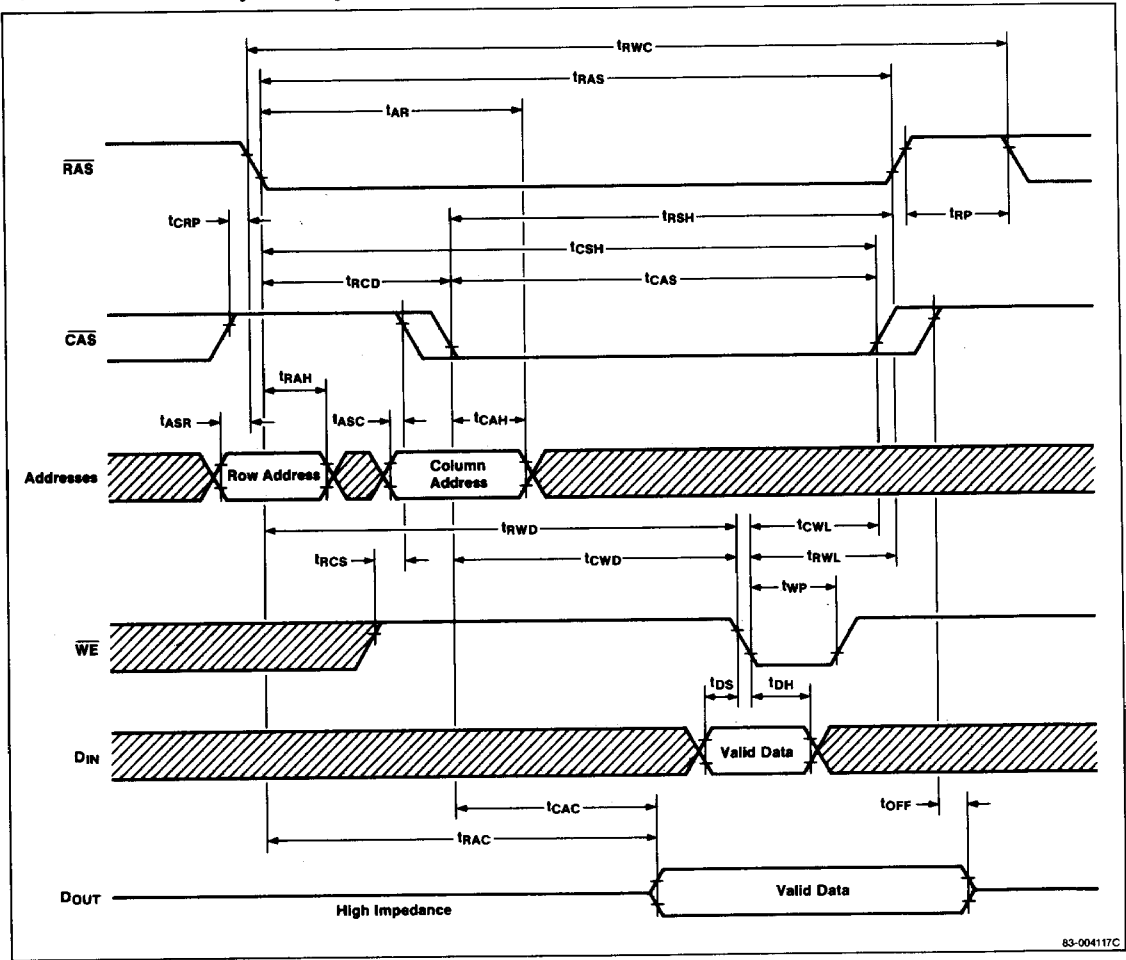 tRWC
tRAS
tAR
RAS
tCRP
tRSH
tRP
tCSH
tRCD
tCAS
CAS
tRAH
tASR
tASC
tCAH
Addresses
Row Address
Column
Address
tRWD
tCWL
tRCS
tCWD
tRWL
tWP
WE
tDS
tDH
DIN
Valid Data
tCAC
tOFF
tRAC
DOUT
Valid Data
High Impedance
83-004117C